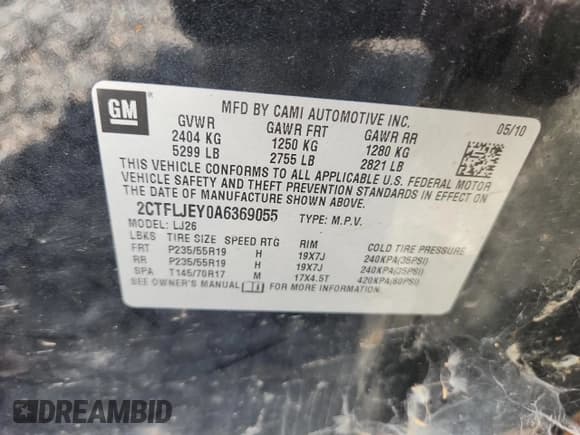 GM
MFD BY CAMI AUTOMOTIVE INC. 05/10
GVWR GAWR FRT GAWR RR
2404 KG 1250 KG 1280 KG
5299 LB 2755 LB 2821 LB
THIS VEHICLE CONFORMS TO ALL APPLICABLE U.S. FEDERAL MOTOR
VEHICLE SAFETY AND THEFT PREVENTION STANDARDS IN EFFECT ON
THE DATE OF MANUFACTURE SHOWN ABOVE.
2CTFLJEY0A6369055 TYPE: M.P.V.
MODEL: LJ26
LBKS TIRE SIZE SPEED RTG RIM COLD TIRE PRESSURE
FRT P235/55R19 H 19X7J 240KPA(35PSI)
RR P235/55R19 H 19X7J 240KPA(35PSI)
SPA T145/70R17 M 17X4.5T 420KPA(60PSI)
SEE OWNER'S MANUAL FOR MORE INFORMATION.
DREAMBID